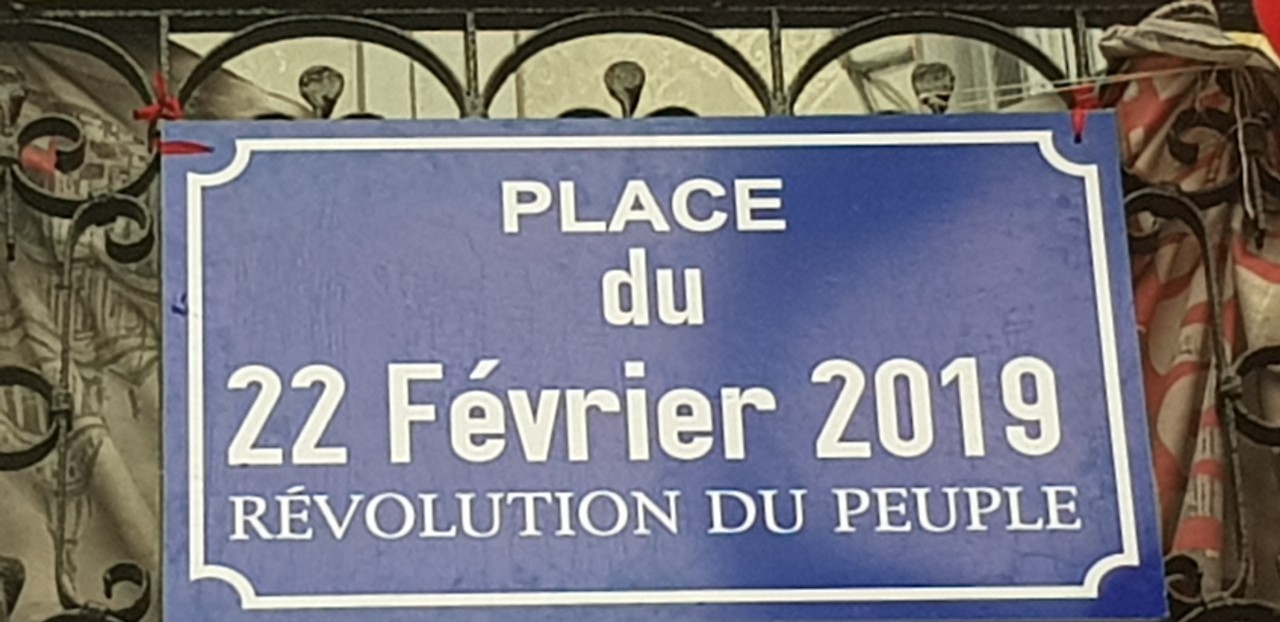 PLACE
du
22 Février 2019
RÉVOLUTION DU PEUPLE